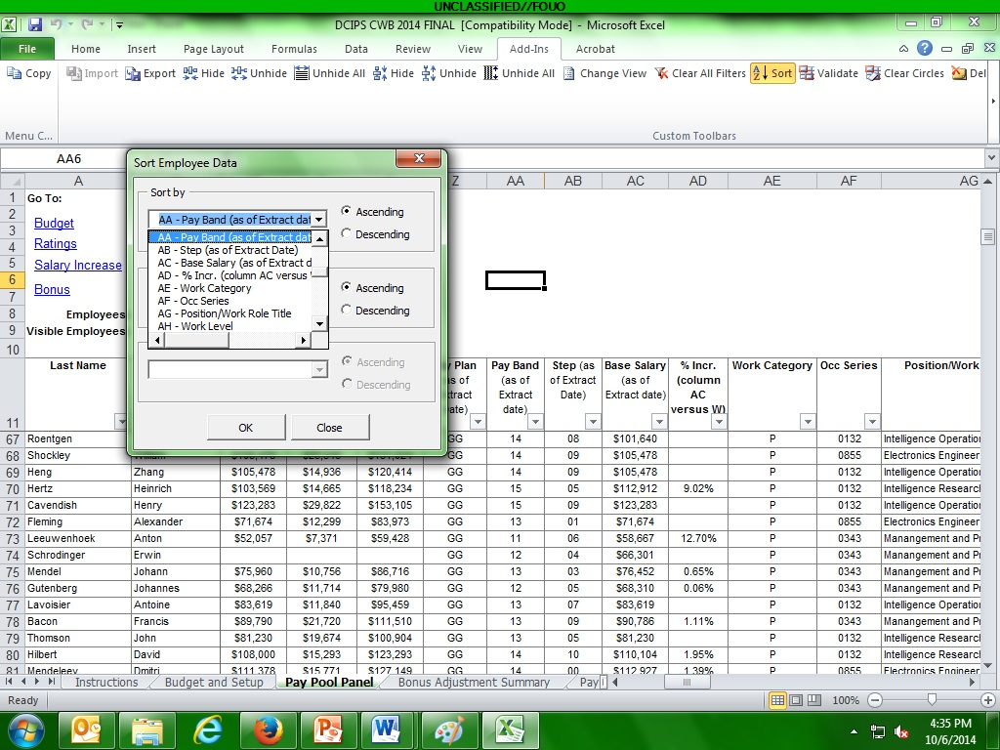 UNCLASSIFIED//FOUO
DCIPS CWB 2014 FINAL [Compatibility Mode] - Microsoft Excel
File Home Insert Page Layout Formulas Data Review View Add-Ins Acrobat
Copy Import Export Hide Unhide Unhide All Hide Unhide Unhide All Change View Clear All Filters Sort Validate Clear Circles Del
Menu C... Custom Toolbars
AA6
Sort Employee Data
Sort by
AA - Pay Band (as of Extract dat
Ascending
Descending
AA - Pay Band (as of Extract dat
AB - Step (as of Extract Date)
AC - Base Salary (as of Extract d
AD - % Incr. (column AC versus
AE - Work Category
AF - Occ Series
AG - Position/Work Role Title
AH - Work Level
Ascending
Descending
Ascending
Descending
OK Close
A Z AA AB AC AD AE AF AG
1 Go To:
2 Budget
3
4 Ratings
5 Salary Increase
6
7 Bonus
8 Employees
9 Visible Employees
10
11 Last Name Pay Band (as of Extract date) Step (as of Extract Date) Base Salary (as of Extract date) % Incr. (column AC versus W) Work Category Occ Series Position/Work
67 Roentgen GG 14 08 $101,640 P 0132 Intelligence Operatio
68 Shockley GG 14 09 $105,478 P 0855 Electronics Engineer
69 Heng Zhang $105,478 $14,936 $120,414 GG 14 09 $105,478 P 0132 Intelligence Operatio
70 Hertz Heinrich $103,569 $14,665 $118,234 GG 15 05 $112,912 9.02% P 0132 Intelligence Researc
71 Cavendish Henry $123,283 $29,822 $153,105 GG 15 09 $123,283 P 0132 Intelligence Operatio
72 Fleming Alexander $71,674 $12,299 $83,973 GG 13 01 $71,674 P 0855 Electronics Engineer
73 Leeuwenhoek Anton $52,057 $7,371 $59,428 GG 11 06 $58,667 12.70% P 0343 Manangement and P
74 Schrodinger Erwin GG 12 04 $66,301 P 0343 Manangement and P
75 Mendel Johann $75,960 $10,756 $86,716 GG 13 03 $76,452 0.65% P 0343 Manangement and P
76 Gutenberg Johannes $68,266 $11,714 $79,980 GG 12 05 $68,310 0.06% P 0343 Manangement and P
77 Lavoisier Antoine $83,619 $11,840 $95,459 GG 13 07 $83,619 P 0132 Intelligence Operatio
78 Bacon Francis $89,790 $21,720 $111,510 GG 13 09 $90,786 1.11% P 0343 Manangement and P
79 Thomson John $81,230 $19,674 $100,904 GG 13 05 $81,230 P 0132 Intelligence Researc
80 Hilbert David $108,000 $15,293 $123,293 GG 14 10 $110,104 1.95% P 0132 Intelligence Researc
81 Mendeleev Dmitri $111,378 $15,771 $127,149 GG 14 00 $112,927 1.39% P 0855 Electronics Engineer
Instructions Budget and Setup Pay Pool Panel Bonus Adjustment Summary Pay
Ready 100%
4:35 PM
10/6/2014